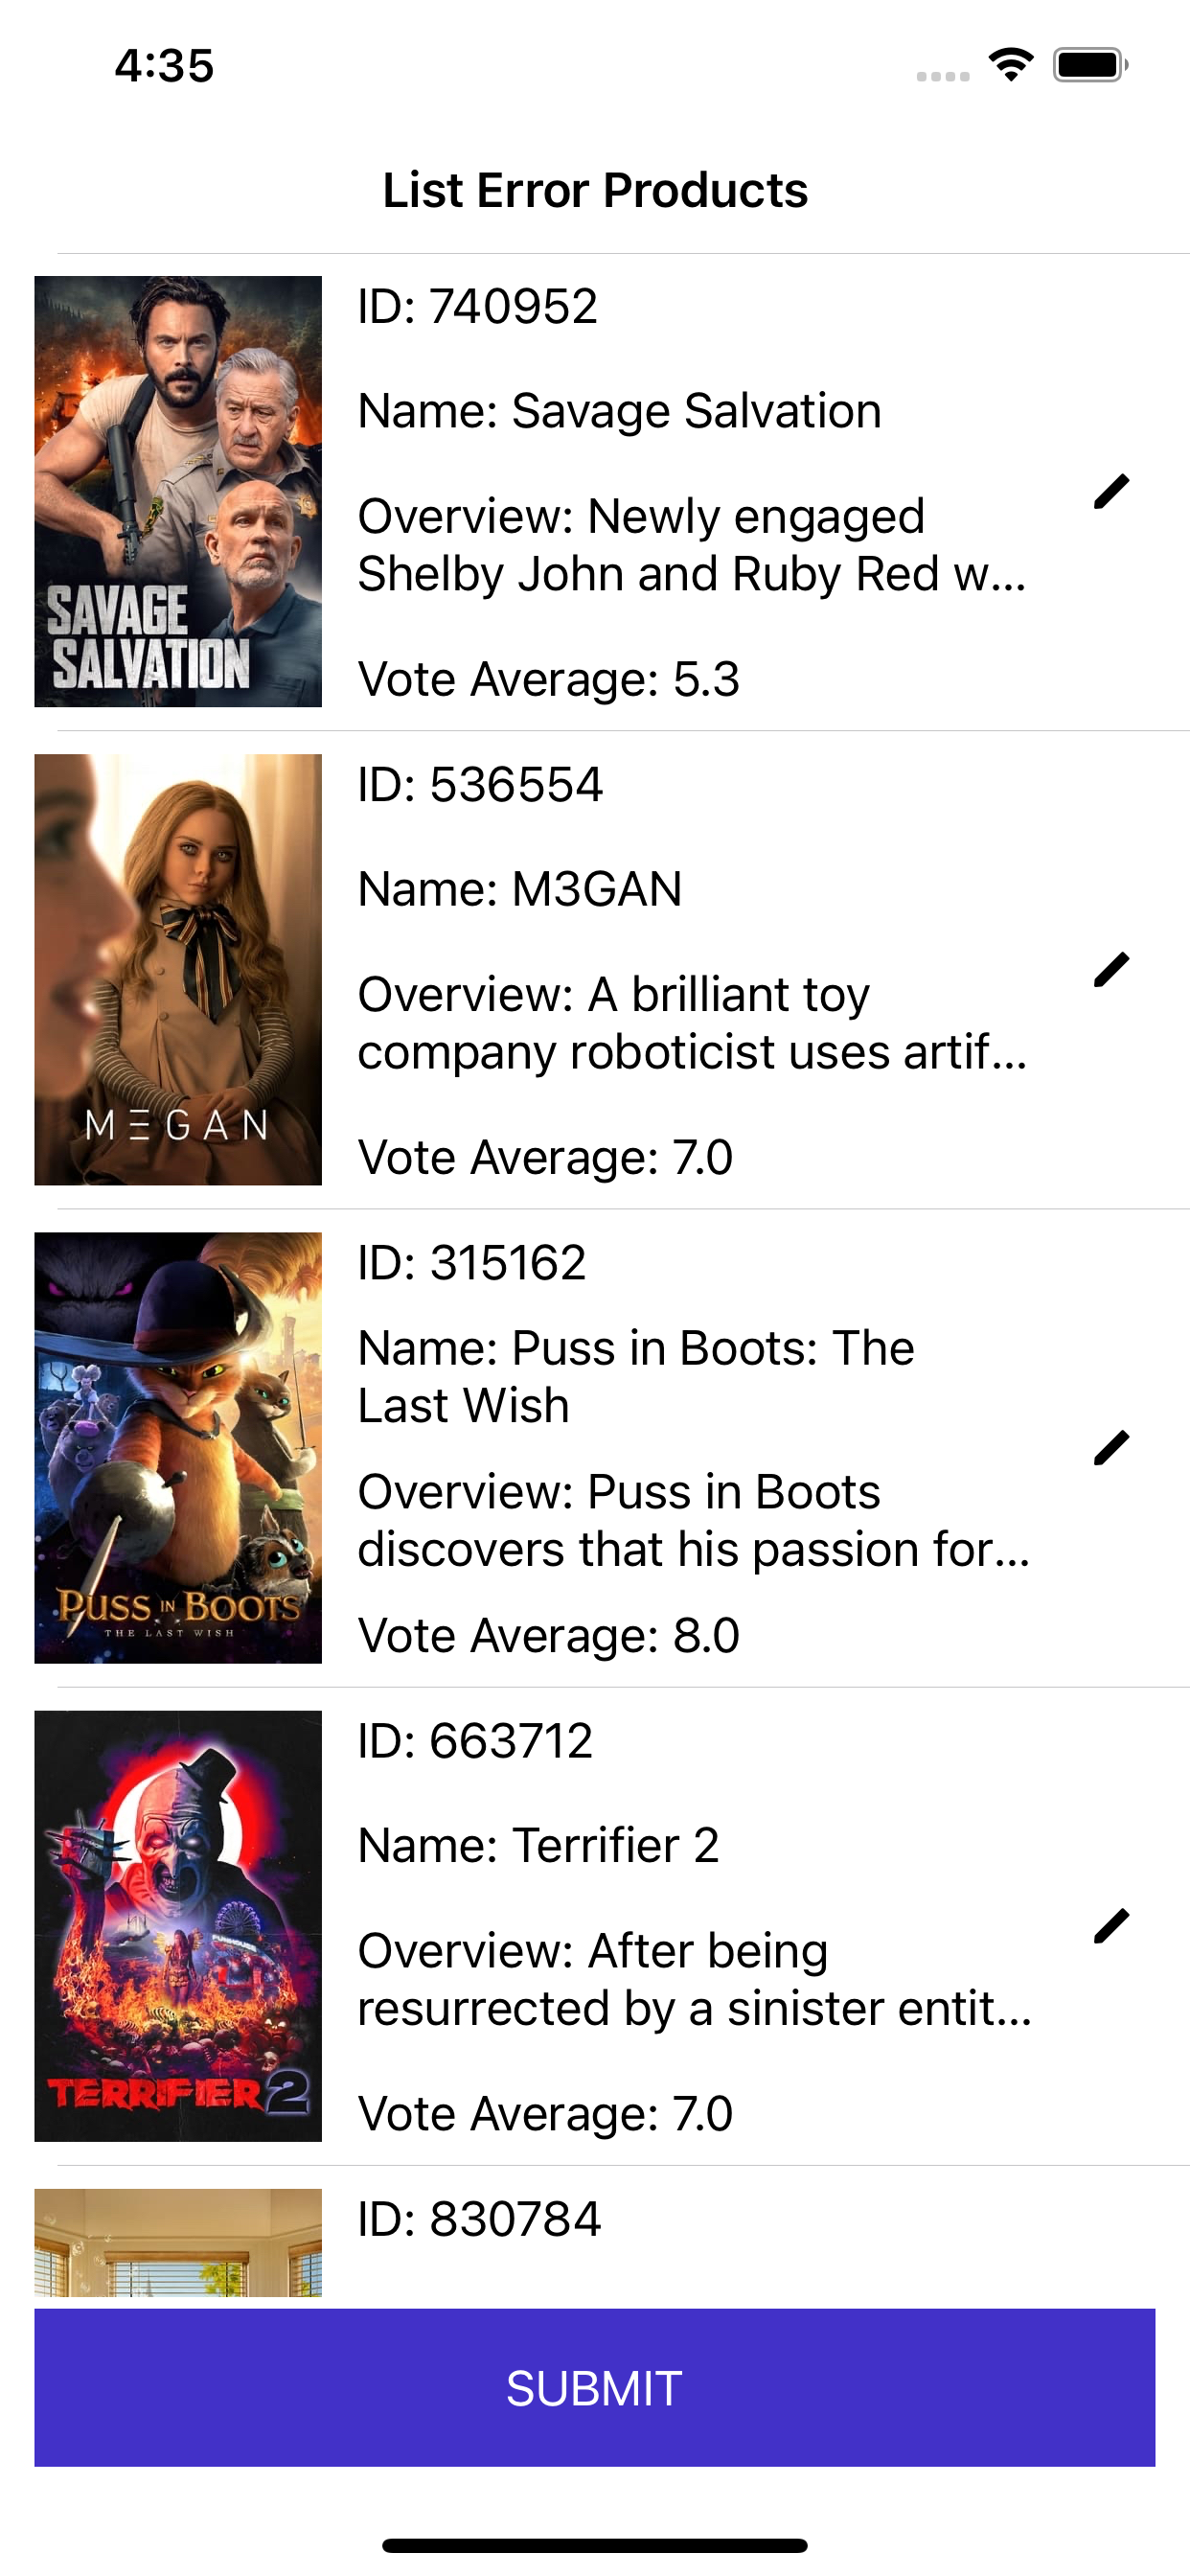 4:35
List Error Products
SAVAGE
SALVATION
ID: 740952
Name: Savage Salvation
Overview: Newly engaged
Shelby John and Ruby Red w...
Vote Average: 5.3
M3GAN
ID: 536554
Name: M3GAN
Overview: A brilliant toy
company roboticist uses artif...
Vote Average: 7.0
PUSS IN BOOTS
THE LAST WISH
ID: 315162
Name: Puss in Boots: The
Last Wish
Overview: Puss in Boots
discovers that his passion for...
Vote Average: 8.0
TERRIFIER 2
ID: 663712
Name: Terrifier 2
Overview: After being
resurrected by a sinister entit...
Vote Average: 7.0
ID: 830784
SUBMIT